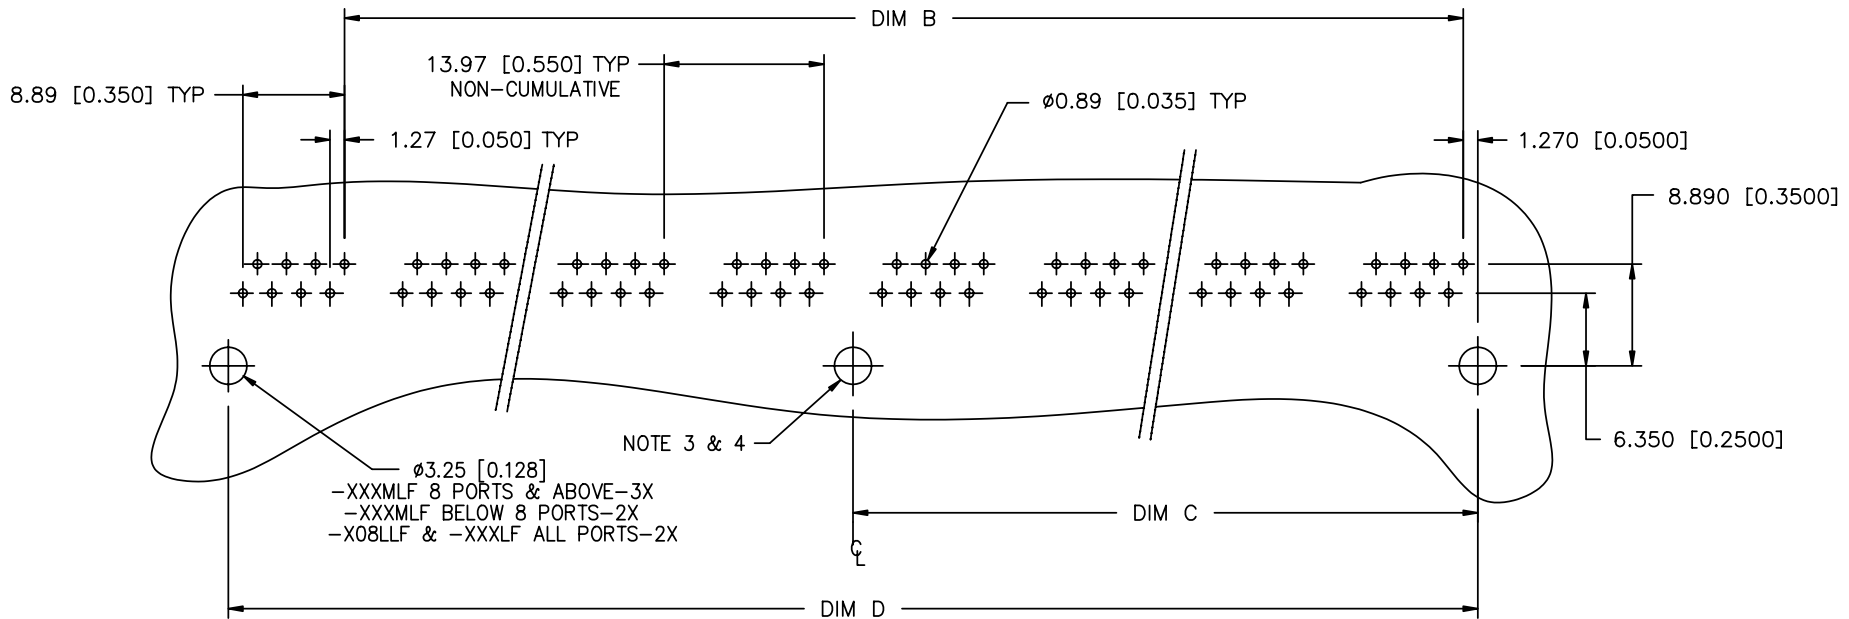 DIM B
13.97 [0.550] TYP
NON-CUMULATIVE
8.89 [0.350] TYP
ø0.89 [0.035] TYP
1.27 [0.050] TYP
1.270 [0.0500]
8.890 [0.3500]
NOTE 3 & 4
6.350 [0.2500]
ø3.25 [0.128]
-XXXMLF 8 PORTS & ABOVE-3X
-XXXMLF BELOW 8 PORTS-2X
-X08LLF & -XXXLF ALL PORTS-2X
DIM C
CL
DIM D